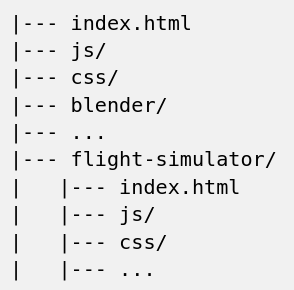 |--- index.html
|--- js/
|--- css/
|--- blender/
|--- ...
|--- flight-simulator/
|   |--- index.html
|   |--- js/
|   |--- css/
|   |--- ...